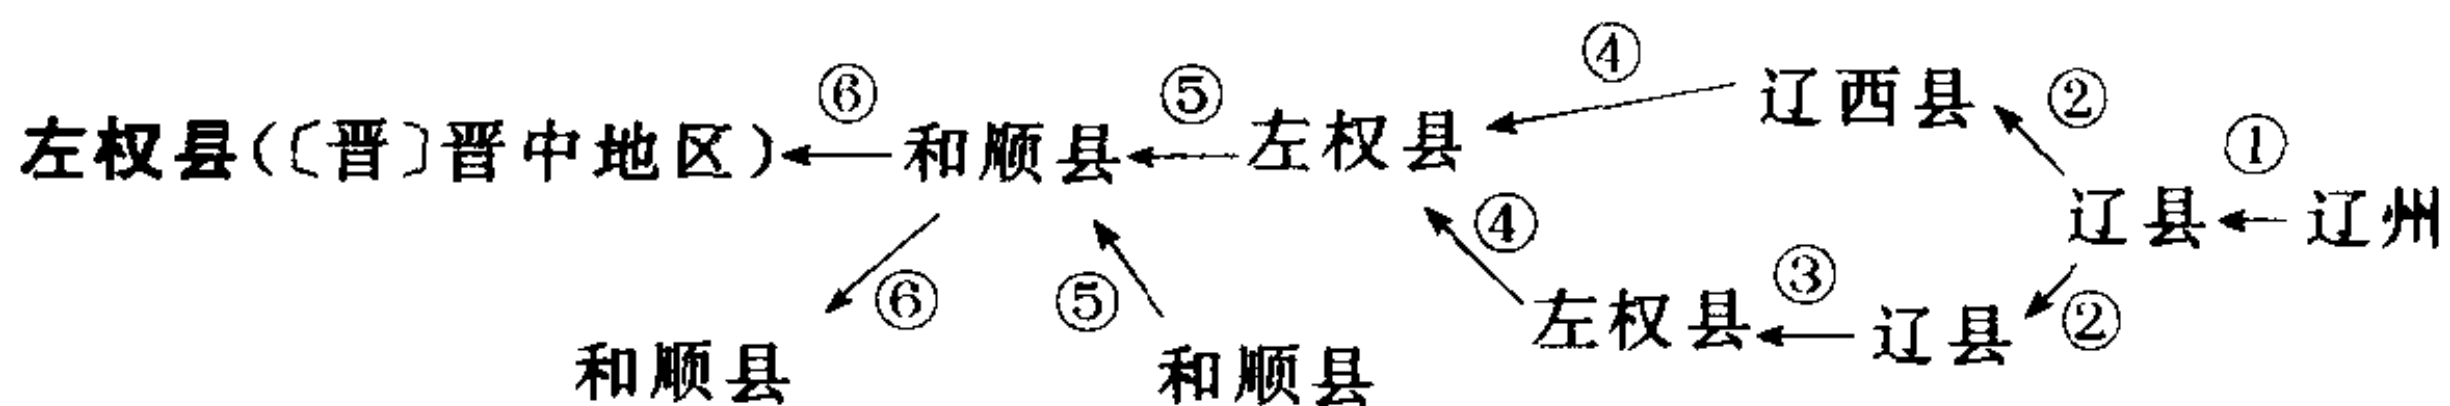 ④
⑥ ⑤ 辽西县 ②
左权县(〔晋〕晋中地区) 和顺县 左权县 ①
④ 辽县 辽州
⑥ ⑤ 左权县 ③ 辽县 ②
和顺县 和顺县